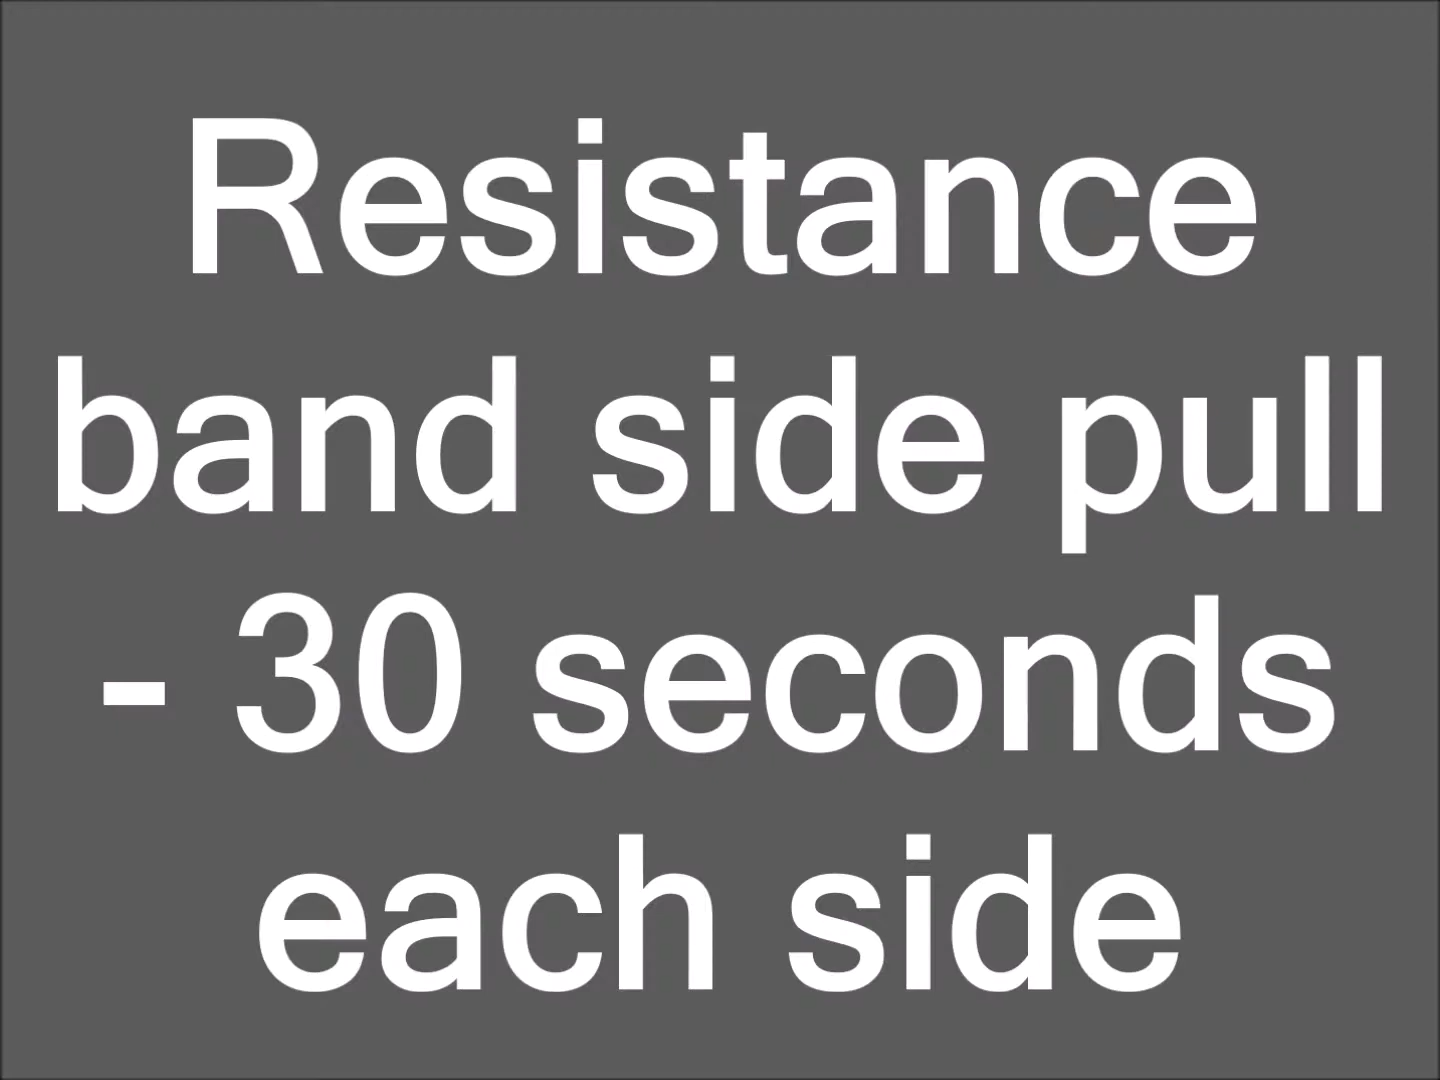 Resistance
band side pull
- 30 seconds
each side